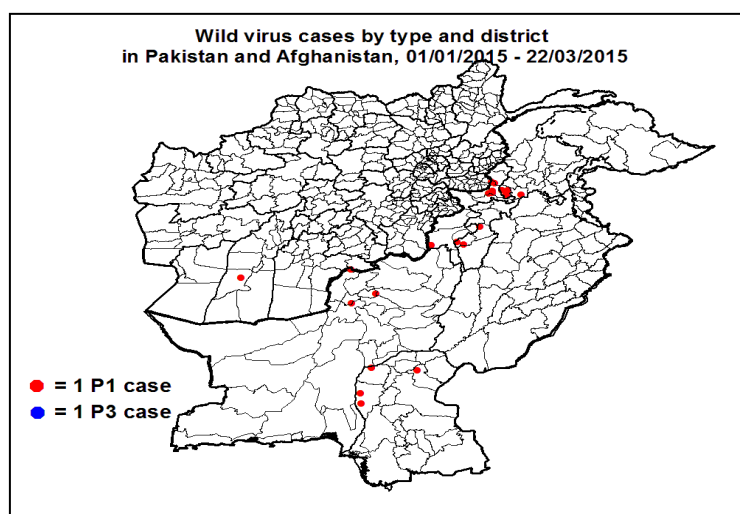 Wild virus cases by type and district
in Pakistan and Afghanistan, 01/01/2015 - 22/03/2015
= 1 P1 case
= 1 P3 case